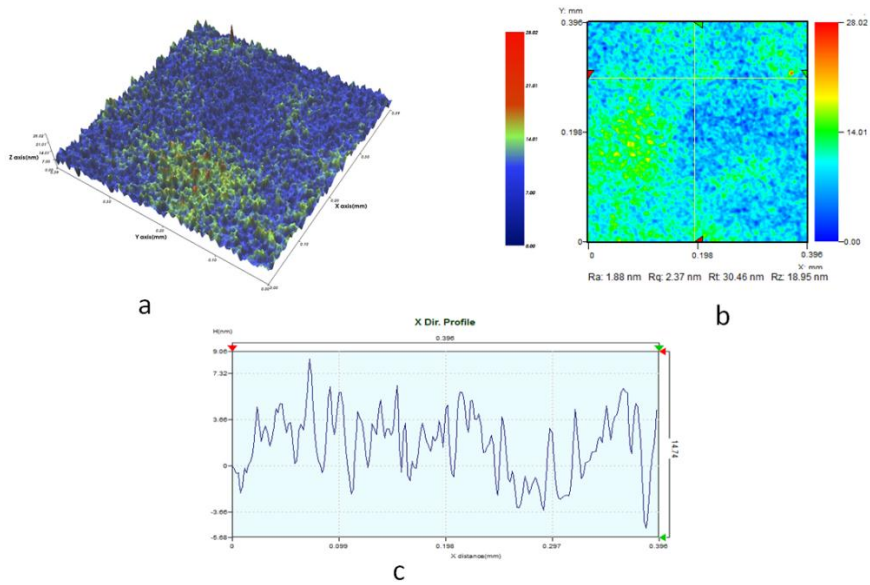 28.02
21.01
14.01
7.00
0.00
Z axis(nm)
Y axis(mm)
X axis(mm)
a
Y: mm
0.396
0.198
0
0
0.198
0.396
X: mm
28.02
14.01
0.00
Ra: 1.88 nm Rq: 2.37 nm Rt: 30.46 nm Rz: 18.95 nm
b
X Dir. Profile
H(nm)
0.396
9.06
7.32
3.66
0
-3.66
-5.68
14.74
0
0.099
0.198
0.297
0.396
X distance(mm)
c